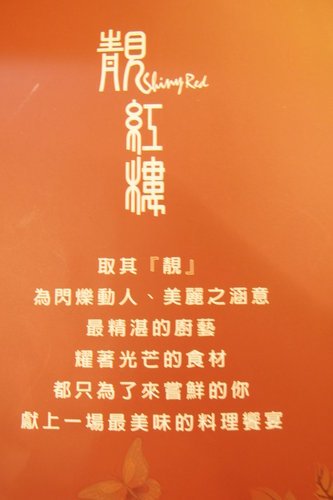 靚紅樓
Shiny Red
取其『靚』
為閃爍動人、美麗之涵意
最精湛的廚藝
耀著光芒的食材
都只為了來嘗鮮的你
獻上一場最美味的料理饗宴